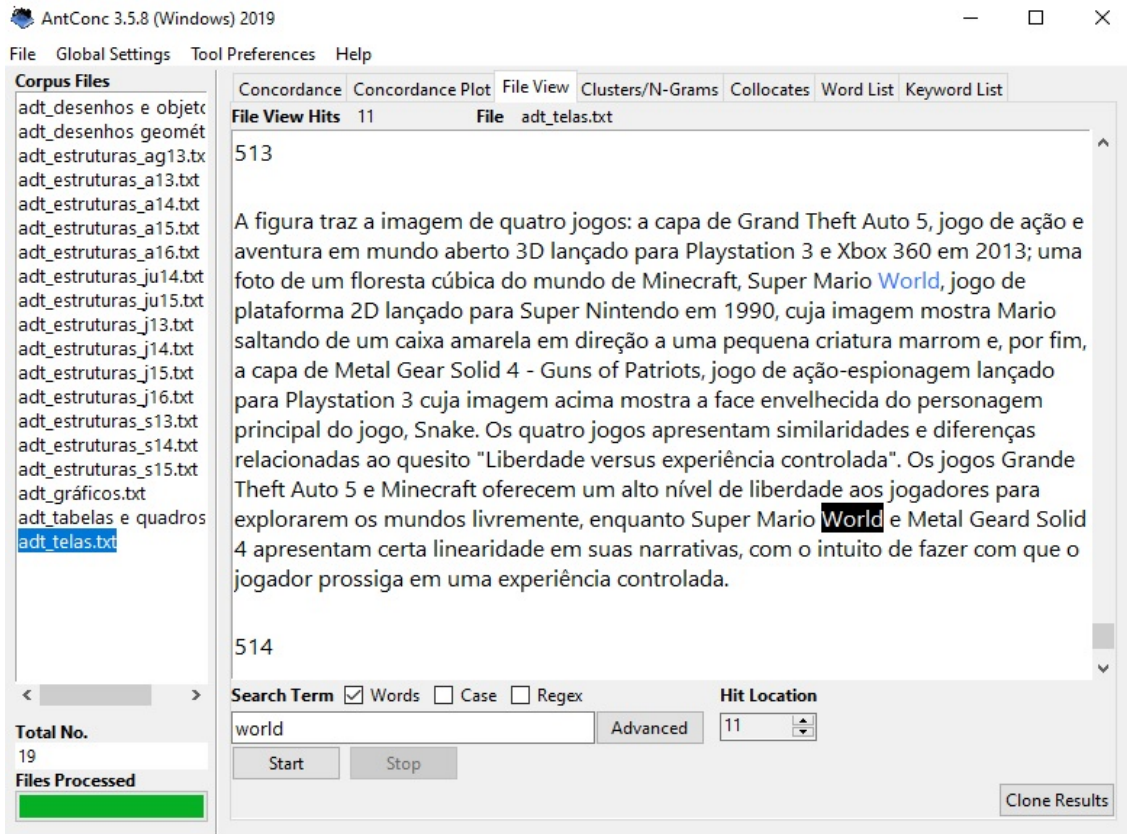 AntConc 3.5.8 (Windows) 2019
File Global Settings Tool Preferences Help
Corpus Files
adt_desenhos e objeto
adt_desenhos geomét
adt_estruturas_ag13.tx
adt_estruturas_a13.txt
adt_estruturas_a14.txt
adt_estruturas_a15.txt
adt_estruturas_a16.txt
adt_estruturas_ju14.txt
adt_estruturas_ju15.txt
adt_estruturas_j13.txt
adt_estruturas_j14.txt
adt_estruturas_j15.txt
adt_estruturas_j16.txt
adt_estruturas_s13.txt
adt_estruturas_s14.txt
adt_estruturas_s15.txt
adt_gráficos.txt
adt_tabelas e quadros
adt_telas.txt
Total No.
19
Files Processed
Concordance Concordance Plot File View Clusters/N-Grams Collocates Word List Keyword List
File View Hits 11 File adt_telas.txt
513
A figura traz a imagem de quatro jogos: a capa de Grand Theft Auto 5, jogo de ação e
aventura em mundo aberto 3D lançado para Playstation 3 e Xbox 360 em 2013; uma
foto de um floresta cúbica do mundo de Minecraft, Super Mario World, jogo de
plataforma 2D lançado para Super Nintendo em 1990, cuja imagem mostra Mario
saltando de um caixa amarela em direção a uma pequena criatura marrom e, por fim,
a capa de Metal Gear Solid 4 - Guns of Patriots, jogo de ação-espionagem lançado
para Playstation 3 cuja imagem acima mostra a face envelhecida do personagem
principal do jogo, Snake. Os quatro jogos apresentam similaridades e diferenças
relacionadas ao quesito "Liberdade versus experiência controlada". Os jogos Grande
Theft Auto 5 e Minecraft oferecem um alto nível de liberdade aos jogadores para
explorarem os mundos livremente, enquanto Super Mario World e Metal Geard Solid
4 apresentam certa linearidade em suas narrativas, com o intuito de fazer com que o
jogador prossiga em uma experiência controlada.
514
Search Term Words Case Regex Hit Location
world Advanced 11
Start Stop
Clone Results